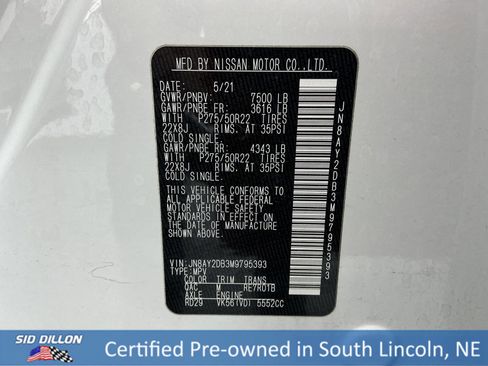 MFD BY NISSAN MOTOR CO.,LTD.
DATE: 5/21
GVWR/PNBV: 7500 LB
GAWR/PNBE FR: 3616 LB
WITH P275/50R22 TIRES
22X8J RIMS, AT 35PSI
COLD SINGLE.
GAWR/PNBE RR: 4343 LB
WITH P275/50R22 TIRES
22X8J RIMS, AT 35PSI
COLD SINGLE.
THIS VEHICLE CONFORMS TO
ALL APPLICABLE FEDERAL
MOTOR VEHICLE SAFETY
STANDARDS IN EFFECT
ON THE DATE OF
MANUFACTURE SHOWN
ABOVE.
VIN: JN8AY2DB3M9795393
TYPE: MPV
COLOR TRIM TRANS
QAC M RE7R01B
AXLE ENGINE
RD29 VK56(VD) 5552CC
JN8AY2DB3M9795393
SID DILLON
Certified Pre-owned in South Lincoln, NE